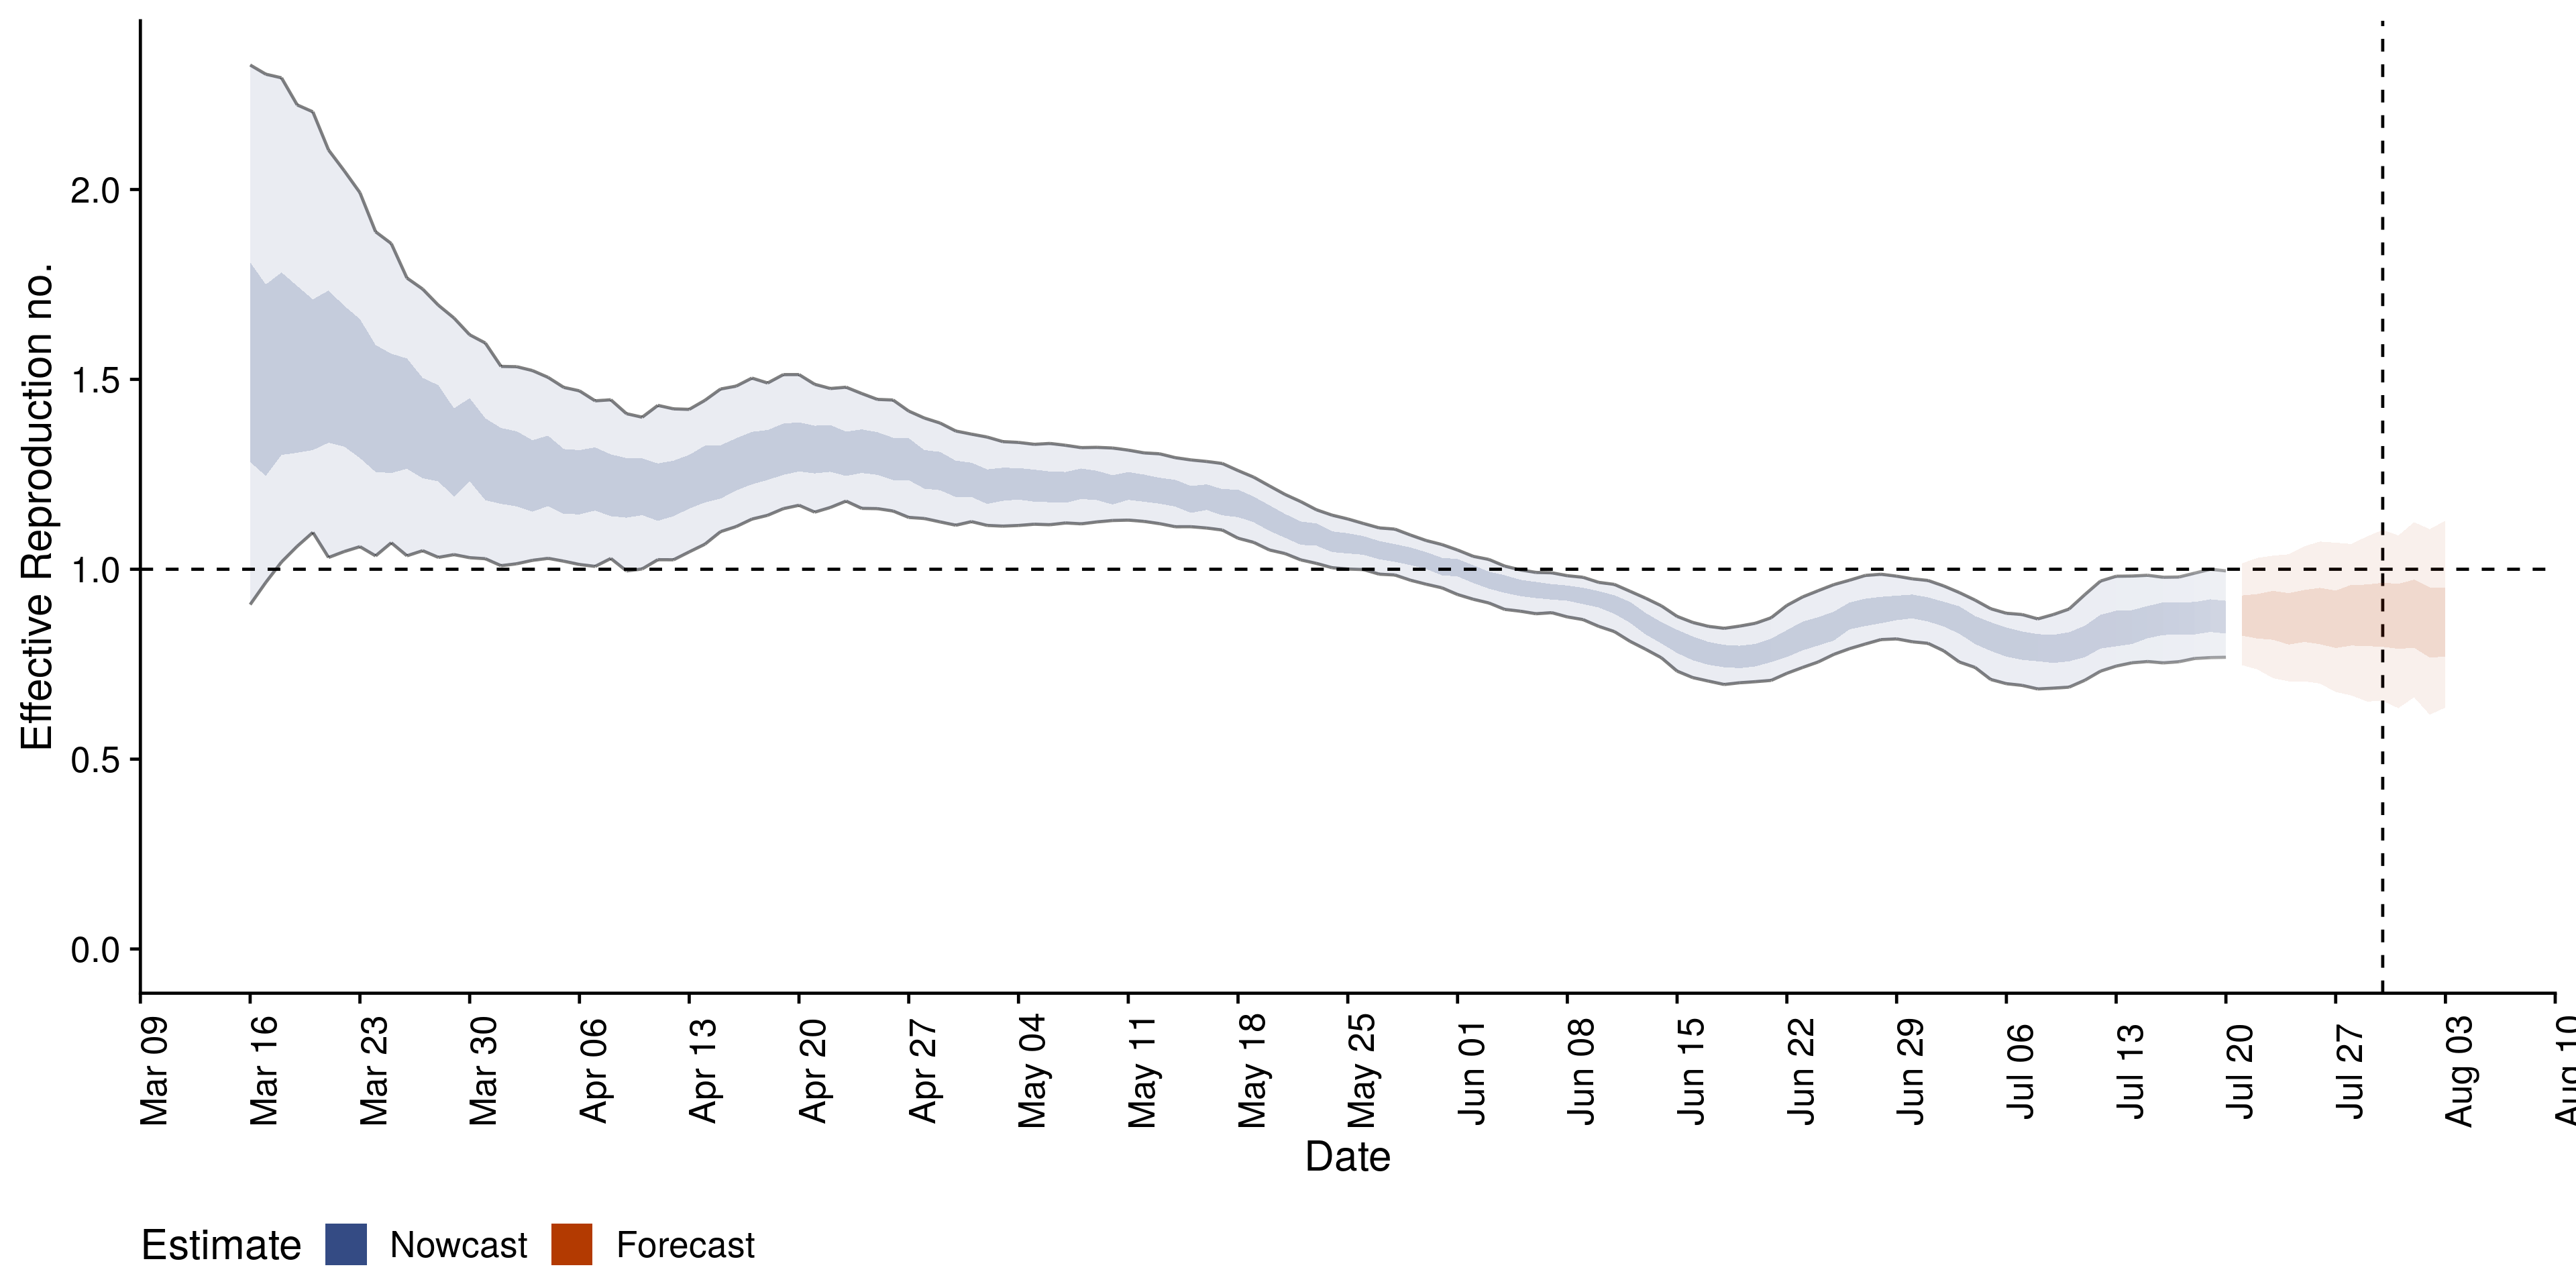 Effective Reproduction no.
2.0
1.5
1.0
0.5
0.0
Mar 09
Mar 16
Mar 23
Mar 30
Apr 06
Apr 13
Apr 20
Apr 27
May 04
May 11
May 18
May 25
Jun 01
Jun 08
Jun 15
Jun 22
Jun 29
Jul 06
Jul 13
Jul 20
Jul 27
Aug 03
Aug 10
Date
Estimate Nowcast Forecast